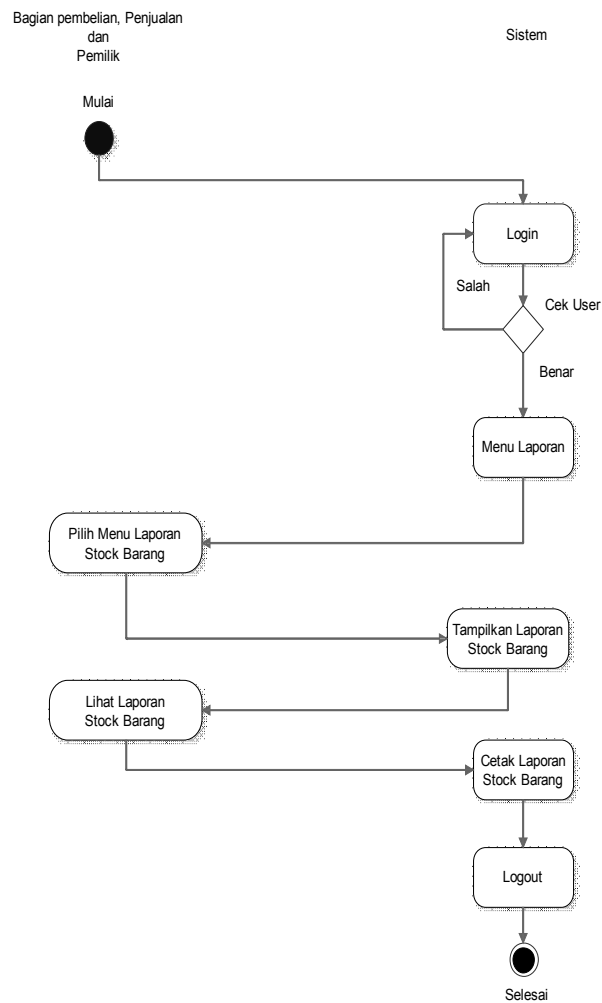 Bagian pembelian, Penjualan
dan
Pemilik
Sistem
Mulai
Login
Salah
Cek User
Benar
Menu Laporan
Pilih Menu Laporan
Stock Barang
Tampilkan Laporan
Stock Barang
Lihat Laporan
Stock Barang
Cetak Laporan
Stock Barang
Logout
Selesai